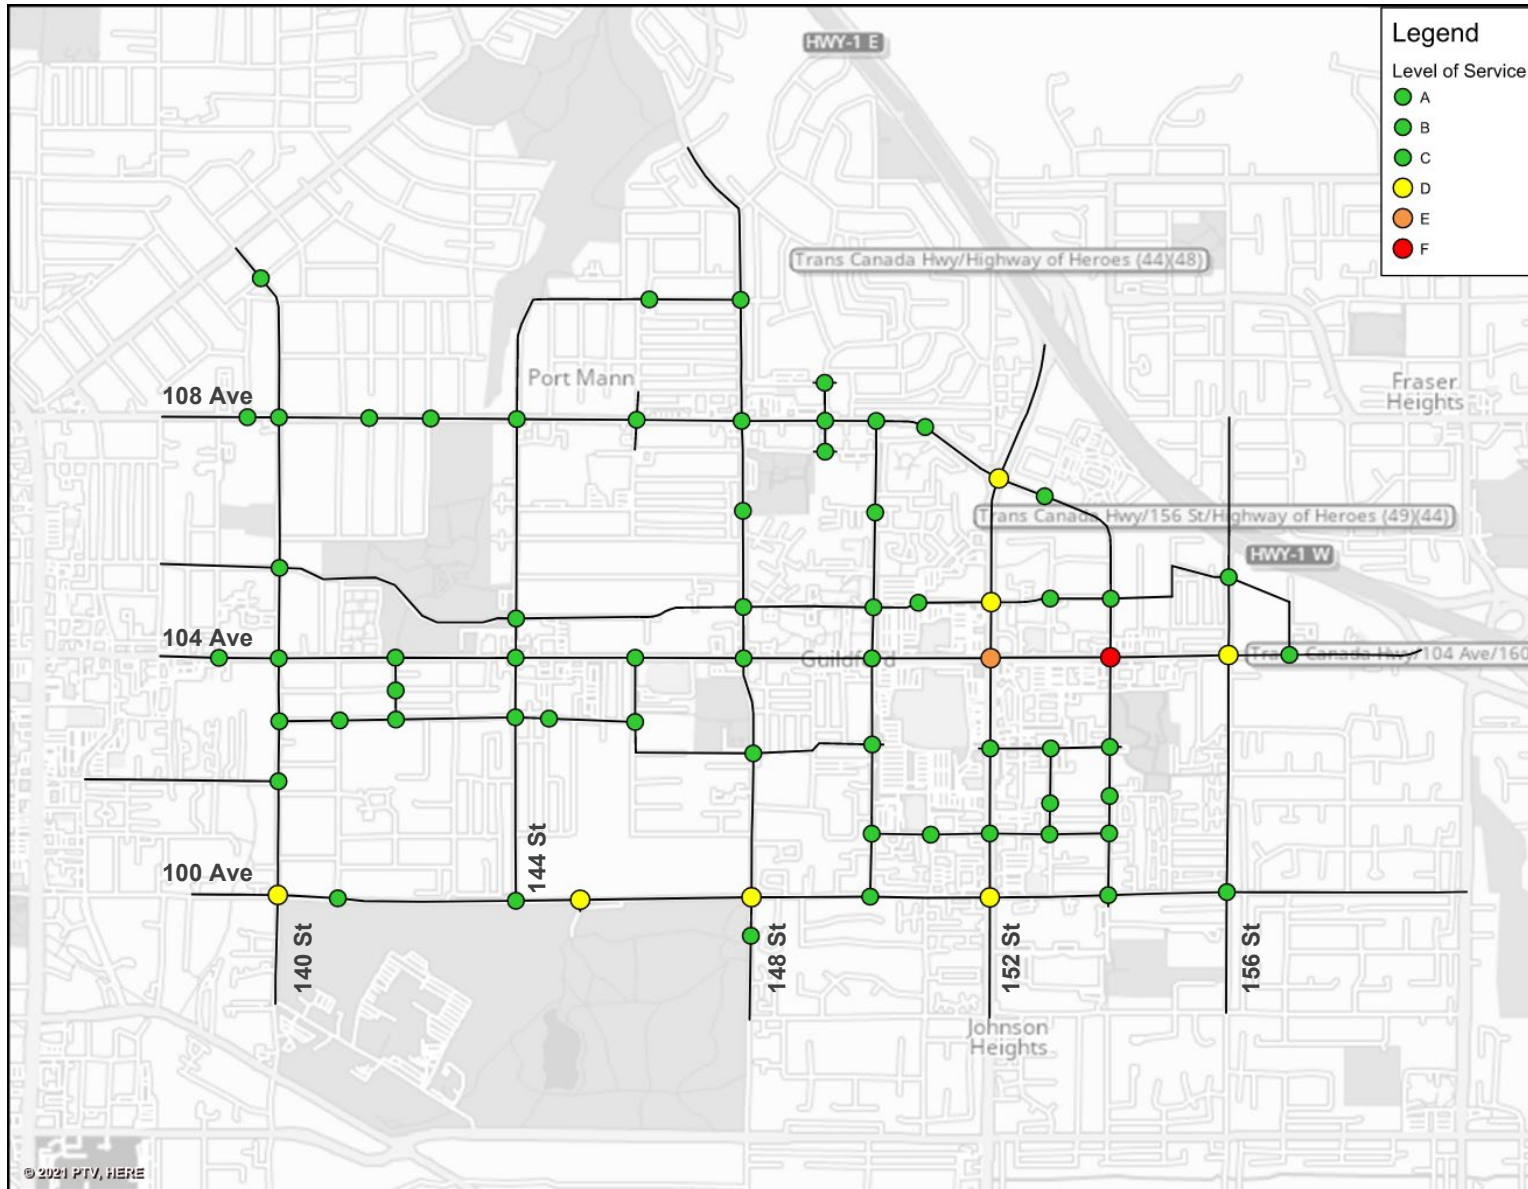 HWY-1 E
Legend
Level of Service
A
B
C
D
E
F
Trans Canada Hwy/Highway of Heroes (44)(48)
Port Mann
Fraser
Heights
108 Ave
Trans Canada Hwy/156 St/Highway of Heroes (49)(44)
HWY-1 W
104 Ave
Guildford
Trans Canada Hwy/104 Ave/160
144 St
100 Ave
140 St
148 St
152 St
156 St
Johnson
Heights
© 2021 PTV, HERE